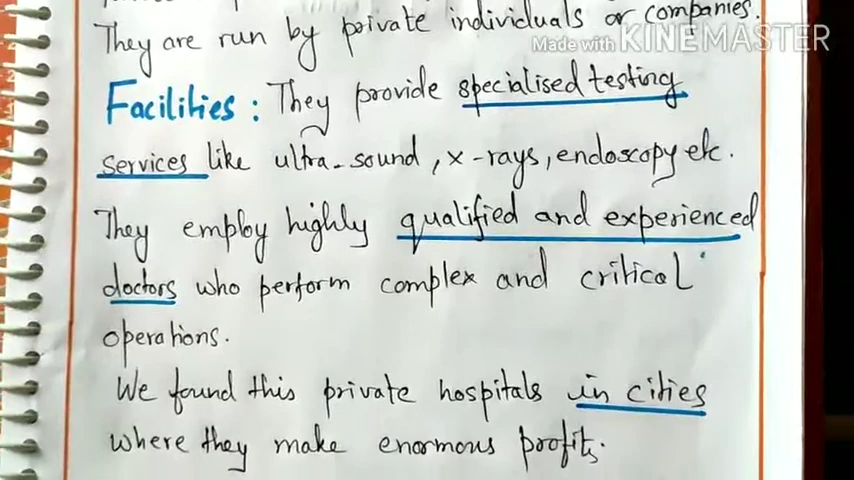 They are run by private individuals or companies.
Made with KINEMASTER
Facilities: They provide specialised testing
services like ultra-sound, x-rays, endoscopy etc.
They employ highly qualified and experienced
doctors who perform complex and critical
operations.
We found this private hospitals in cities
where they make enormous profits.